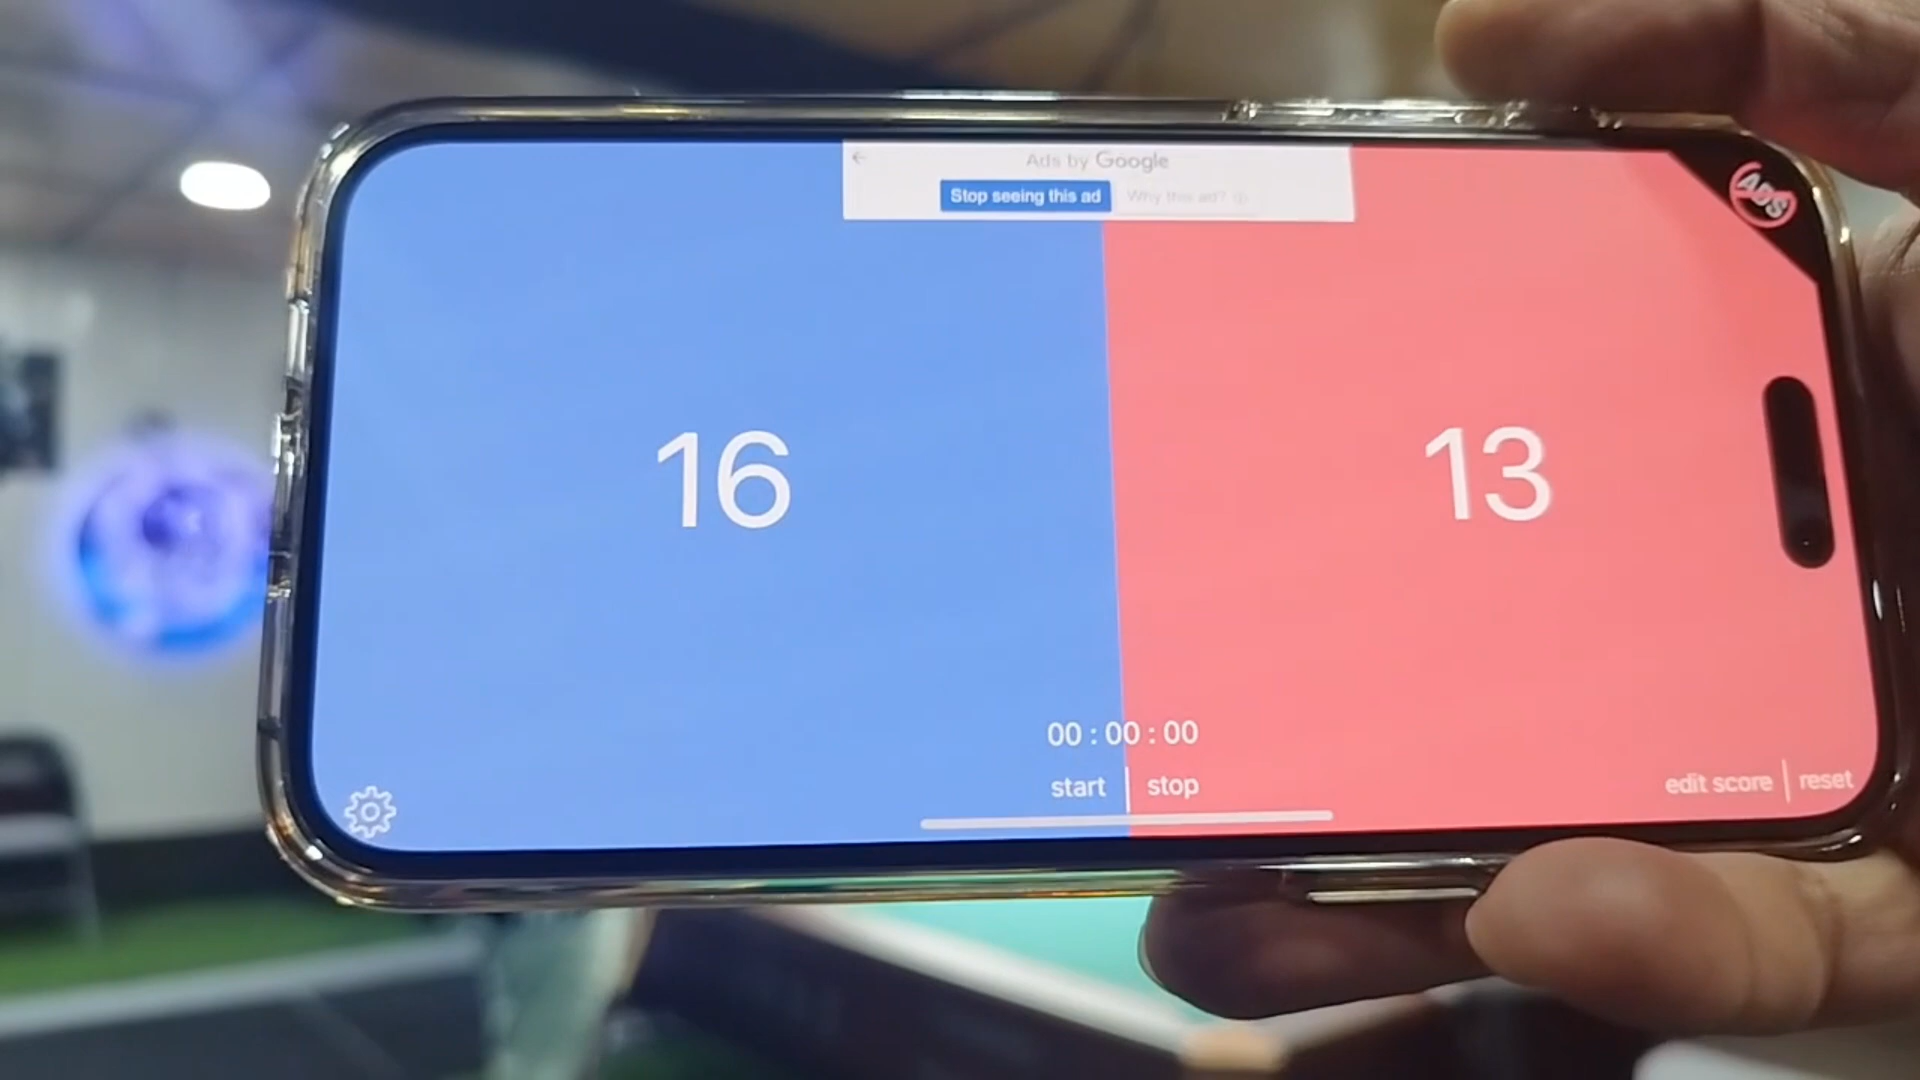 Ads by Google
Stop seeing this ad Why this ad?
ADS
16
13
00 : 00 : 00
start stop
edit score reset